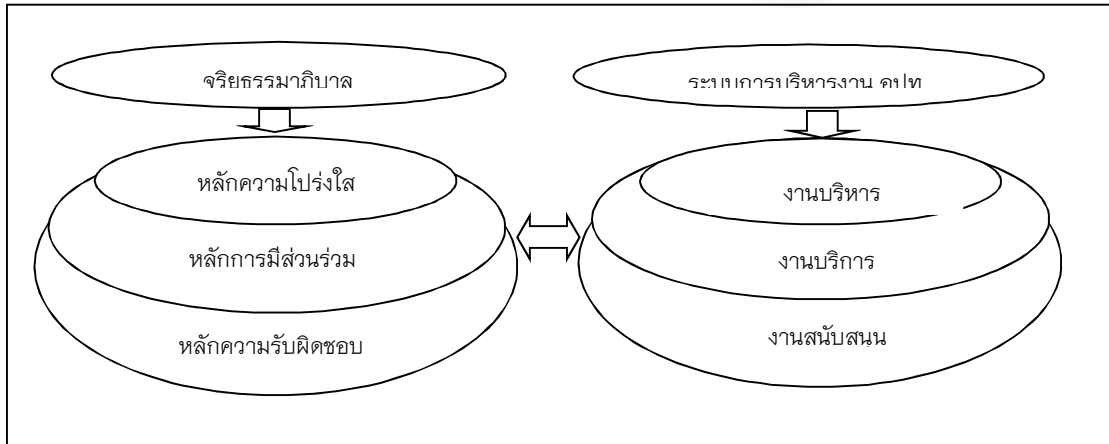 จริยธรรมาภิบาล
ระบบการบริหารงาน คปท
หลักความโปร่งใส
หลักการมีส่วนร่วม
หลักความรับผิดชอบ
งานบริหาร
งานบริการ
งานสนับสนน